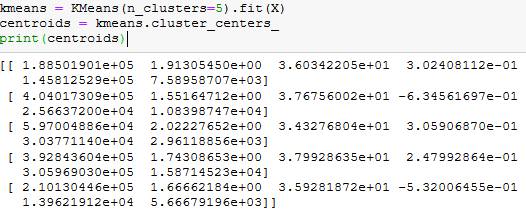 kmeans = KMeans(n_clusters=5).fit(X)
centroids = kmeans.cluster_centers_
print(centroids)
[[ 1.88501901e+05 1.91305450e+00 3.60342205e+01 3.02408112e-01
1.45812529e+05 7.58958707e+03]
[ 4.04017309e+05 1.55164712e+00 3.76756002e+01 -6.34561697e-01
2.56637200e+04 1.08398747e+04]
[ 5.97004886e+04 2.02227652e+00 3.43276804e+01 3.05906870e-01
3.03771140e+04 2.96118856e+03]
[ 3.92843604e+05 1.74308653e+00 3.79928635e+01 2.47992864e-01
3.05969030e+05 1.58714523e+04]
[ 2.10130446e+05 1.66662184e+00 3.59281872e+01 -5.32006455e-01
1.39621912e+04 5.66679196e+03]]